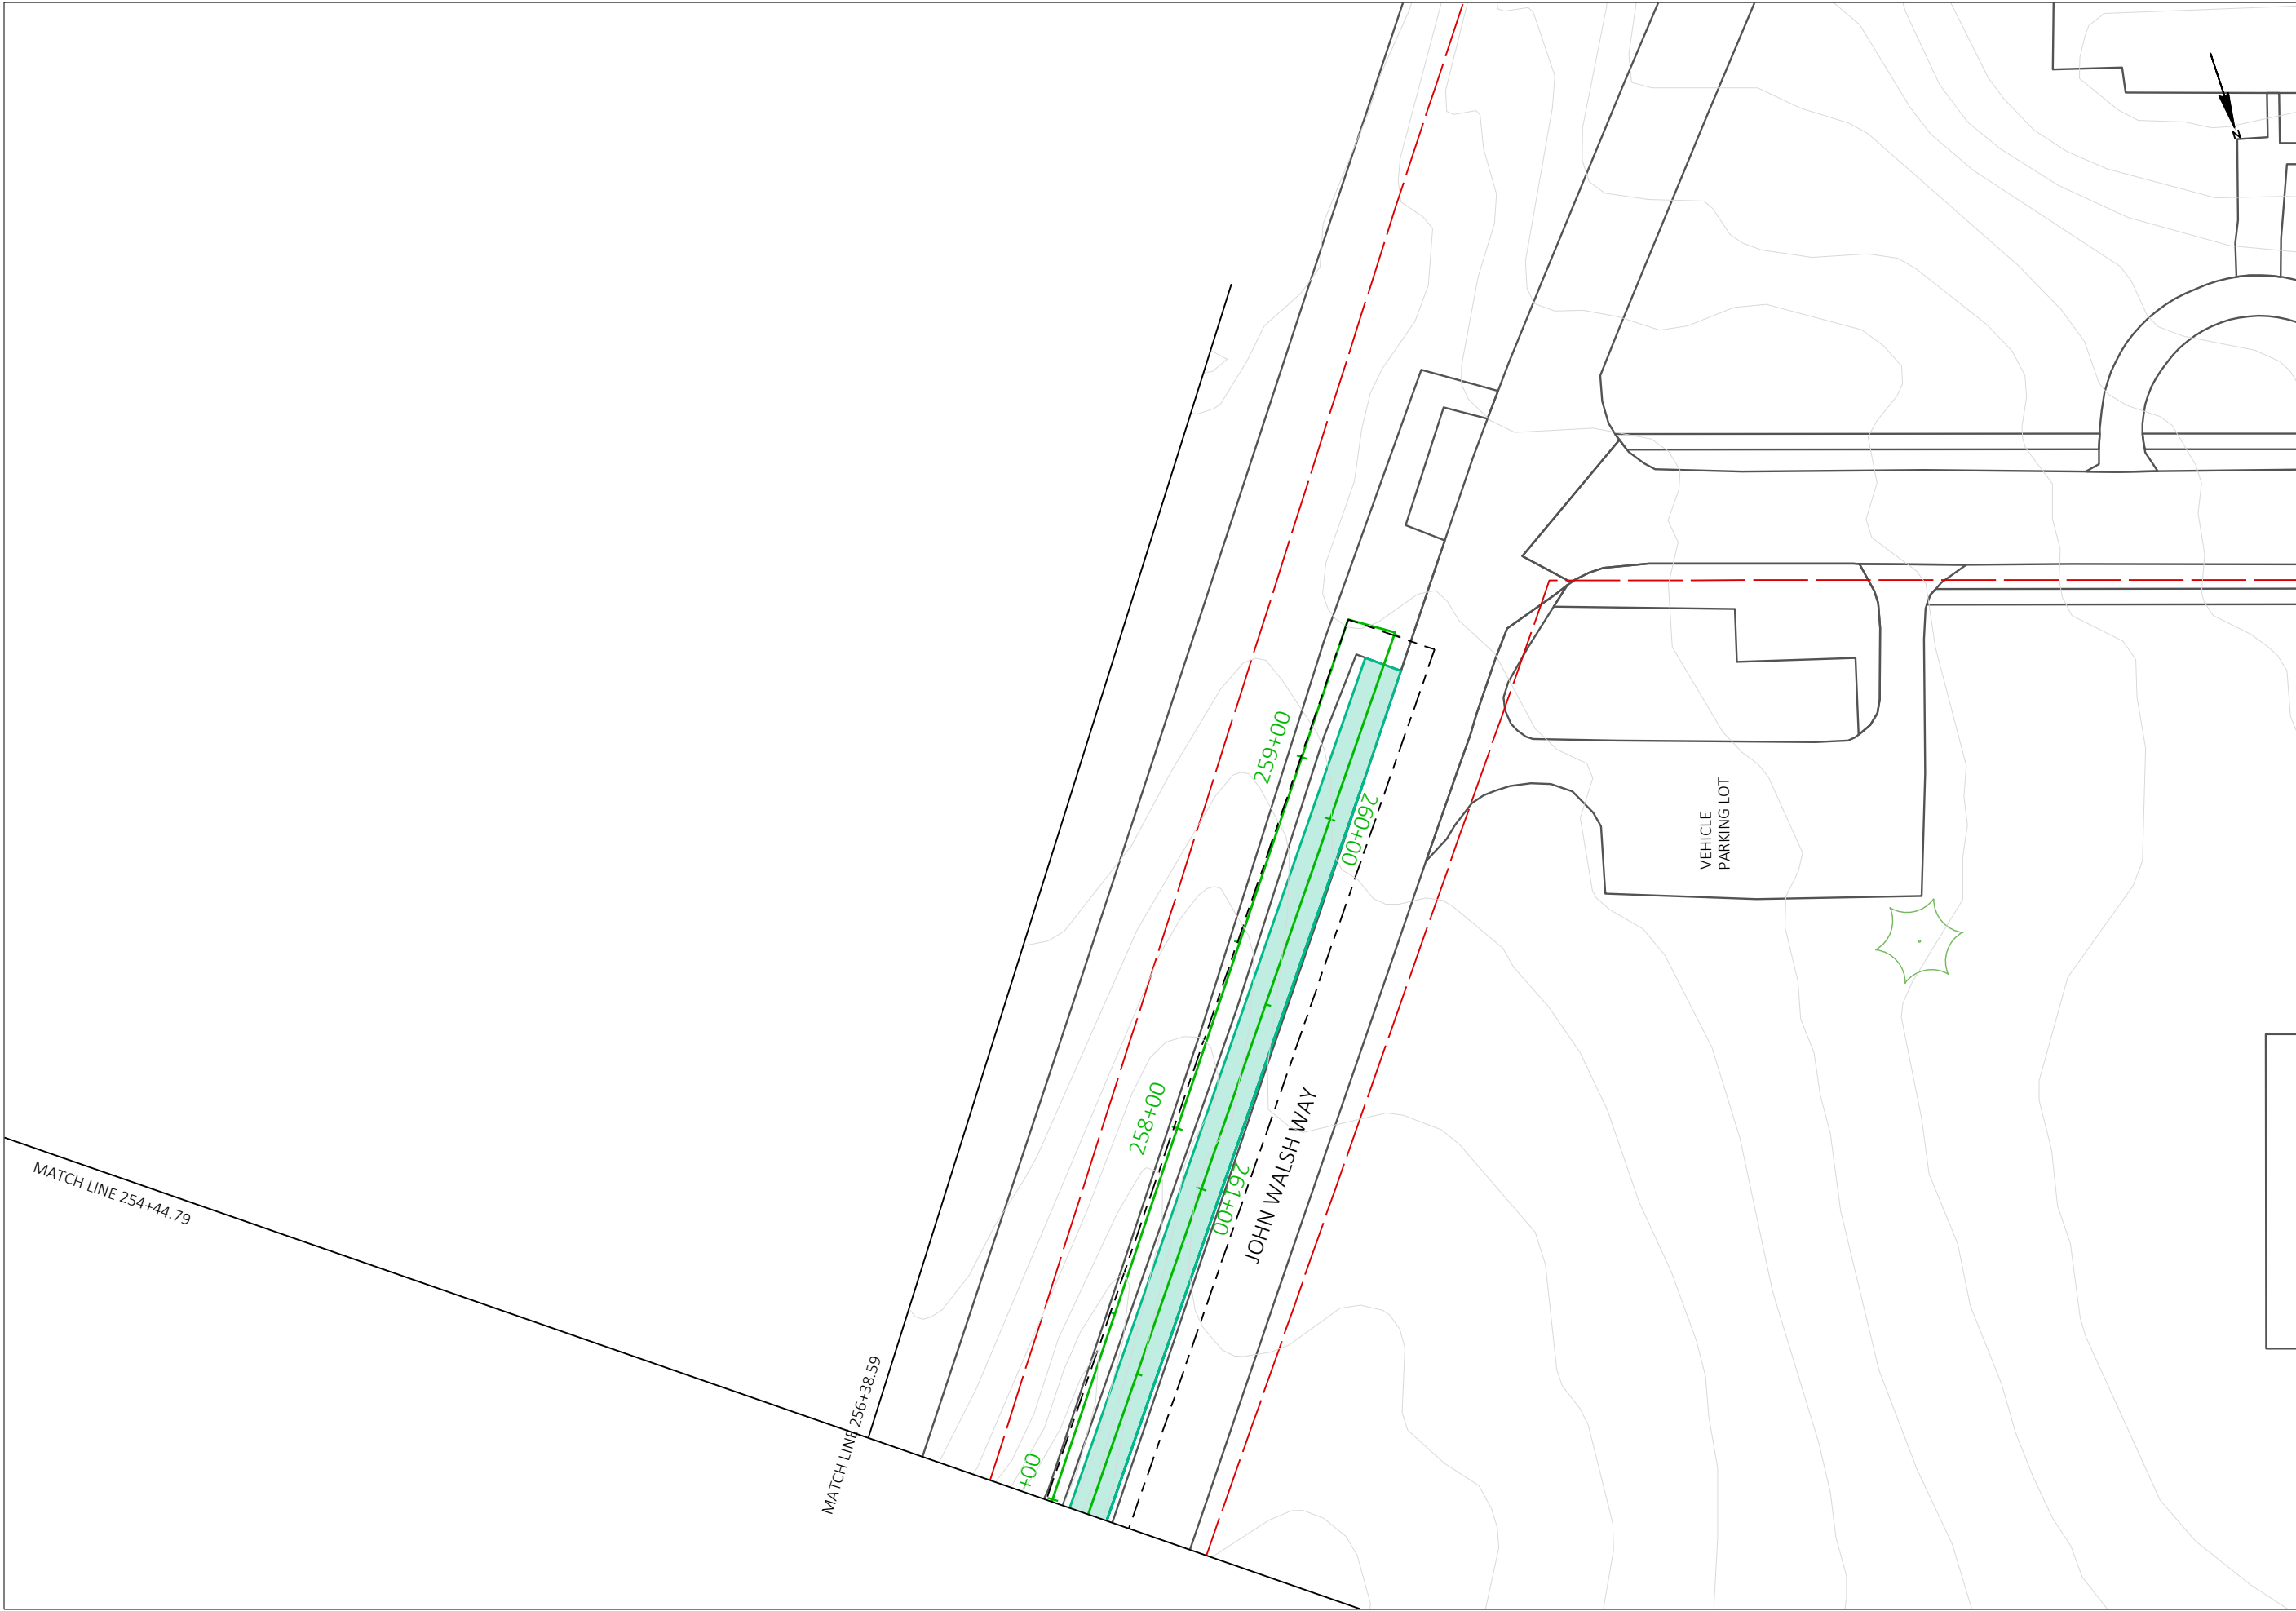 259+00
260+00
VEHICLE
PARKING LOT
258+00
JOHN WALSH WAY
261+00
MATCH LINE 254+44.79
MATCH LINE 256+38.59
+00